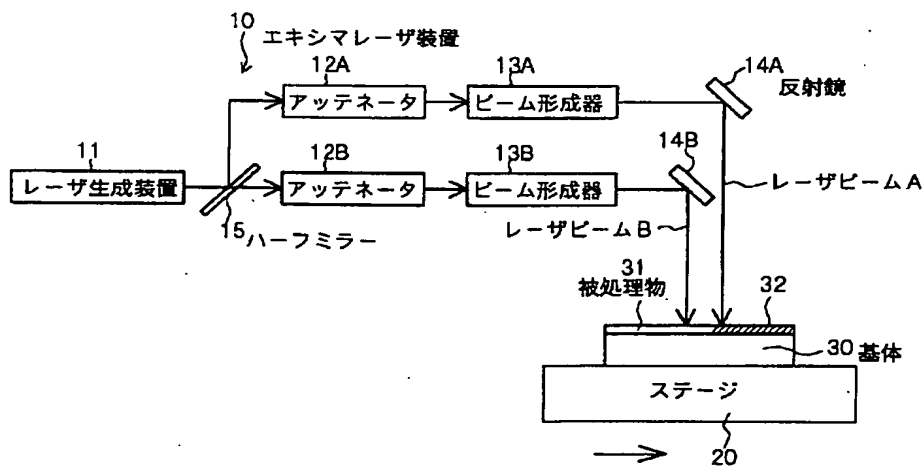 10
エキシマレーザ装置
12A
13A
14A
アッテネータ
ビーム形成器
反射鏡
11
12B
13B
14B
レーザ生成装置
アッテネータ
ビーム形成器
レーザビームA
15 ハーフミラー
レーザビームB
31
被処理物
32
30 基体
ステージ
20